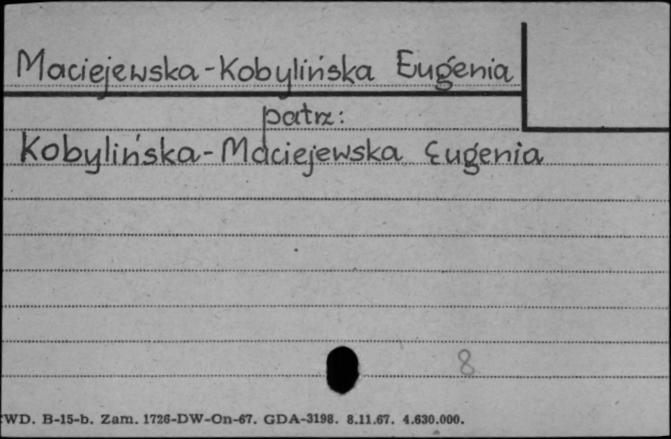 Maciejewska-Kobylińska Eugenia
patrz:
Kobylińska-Maciejewska Eugenia
8
WD. B-15-b. Zam. 1726-DW-On-67. GDA-3198. 8.11.67. 4.630.000.